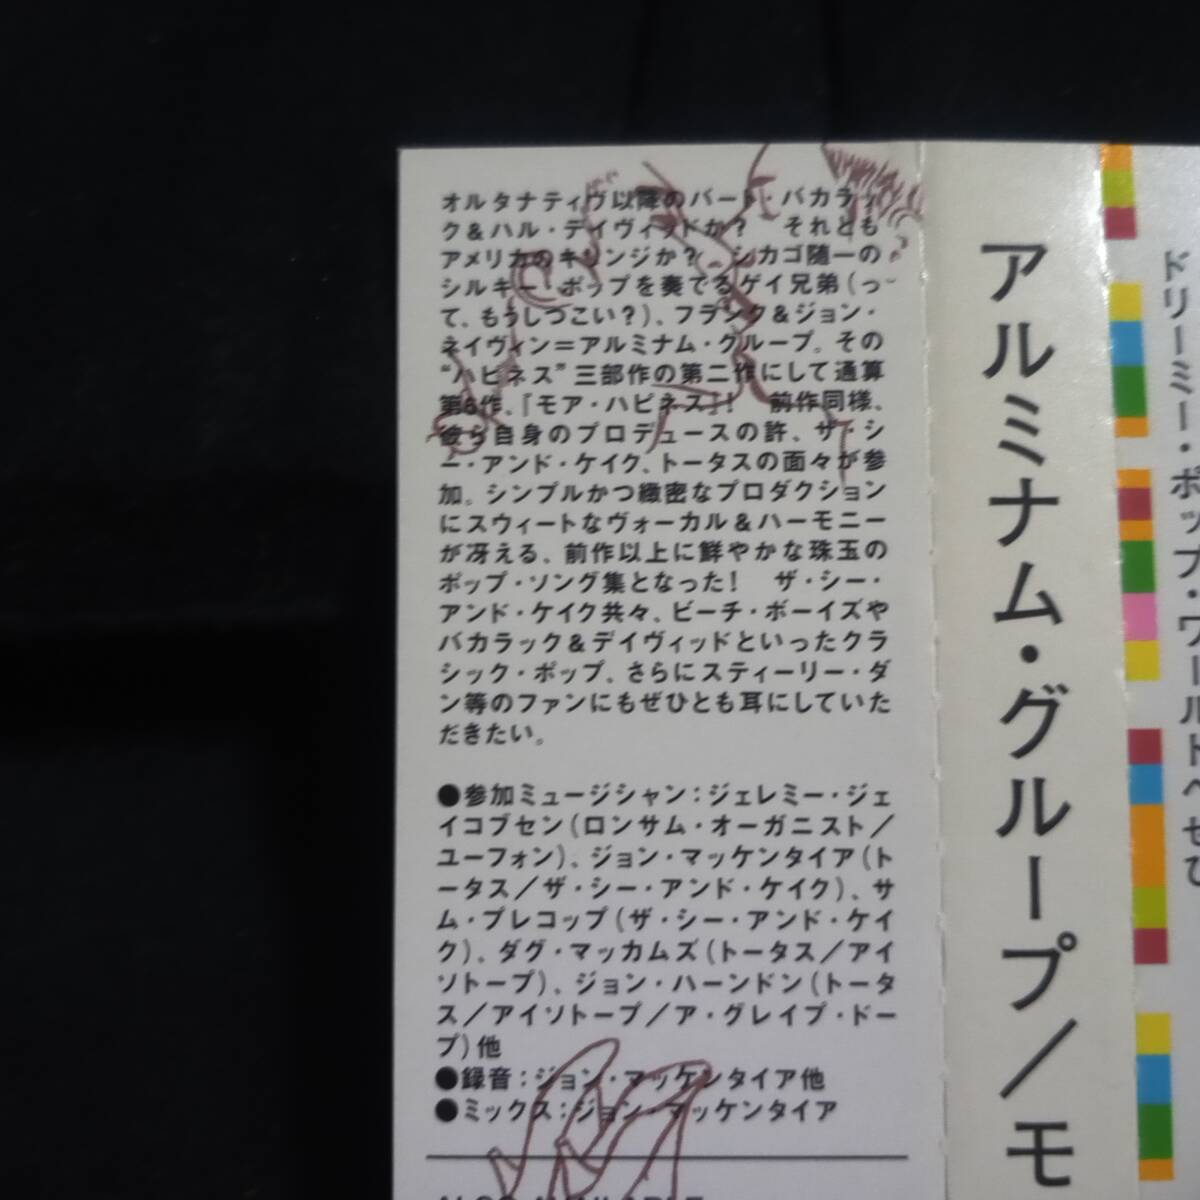 オルタナティヴ以降のバート・バカラッ
ク&ハル・デイヴィッドか?　それとも
アメリカのキリンジか?　シカゴ随一の
シルキー・ポップを奏でるゲイ兄弟(っ
て、もうしつこい?)、フランク&ジョン・
ネイヴィン=アルミナム・グループ。その
“ハピネス”三部作の第二作にして通算
第6作、『モア・ハピネス』!　前作同様、
彼ら自身のプロデュースの許、ザ・シ
ー・アンド・ケイク、トータスの面々が参
加。シンプルかつ緻密なプロダクション
にスウィートなヴォーカル&ハーモニー
が冴える、前作以上に鮮やかな珠玉の
ポップ・ソング集となった!　ザ・シー・
アンド・ケイク共々、ビーチ・ボーイズや
バカラック&デイヴィッドといったクラ
シック・ポップ、さらにスティーリー・ダ
ン等のファンにもぜひとも耳にしていた
だきたい。
●参加ミュージシャン:ジェレミー・ジェ
イコブセン(ロンサム・オーガニスト/
ユーフォン)、ジョン・マッケンタイア(ト
ータス/ザ・シー・アンド・ケイク)、サ
ム・プレコップ(ザ・シー・アンド・ケイ
ク)、ダグ・マッカムズ(トータス/アイ
ソトープ)、ジョン・ハーンドン(トータ
ス/アイソトープ/ア・グレイプ・ドー
プ)他
●録音:ジョン・マッケンタイア他
●ミックス:ジョン・マッケンタイア
ALSO AVAILABLE
アルミナム・グループ/モ
ドリーミー・ポップ・ワールドへぜひ